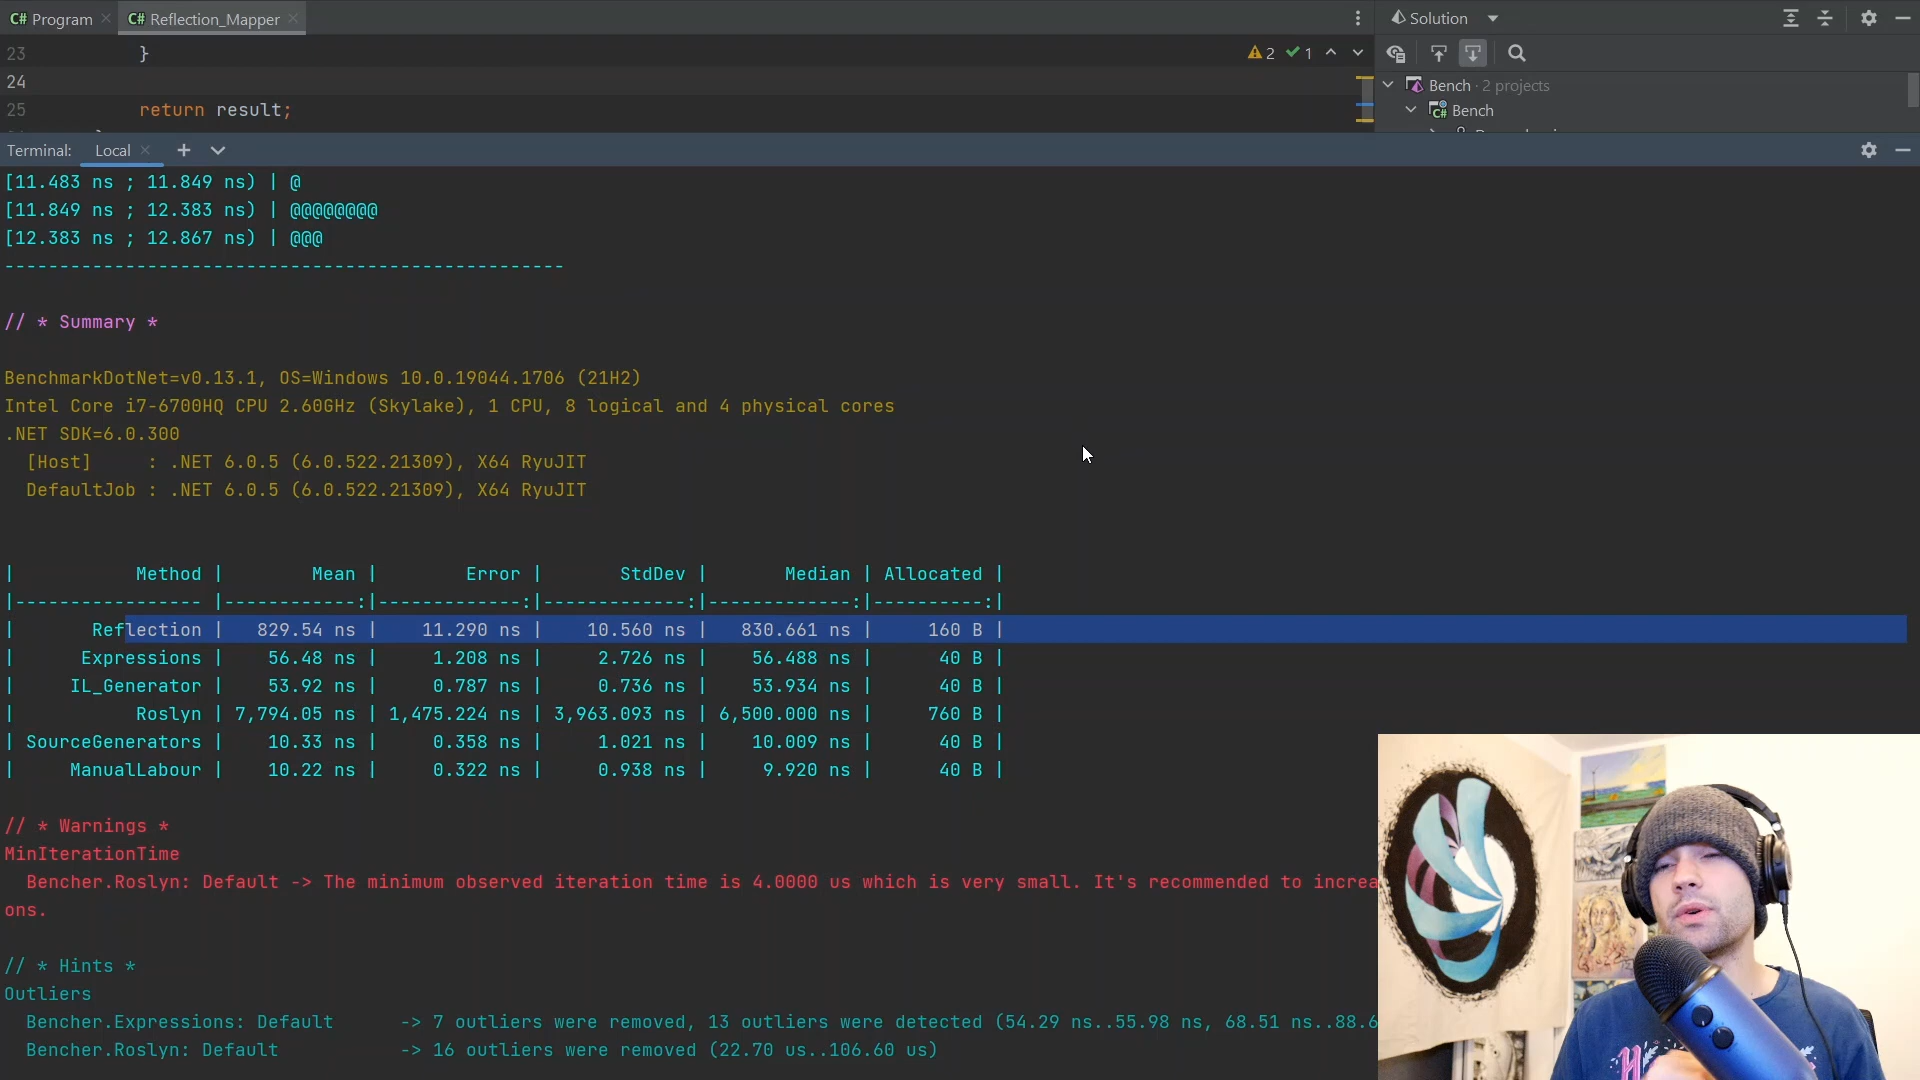 C# Program
C# Reflection_Mapper
Solution
23 }
2 1
24
25 return result;
Bench · 2 projects
C# Bench
Terminal: Local
[11.483 ns ; 11.849 ns) | @
[11.849 ns ; 12.383 ns) | @@@@@@@@
[12.383 ns ; 12.867 ns) | @@@
---------------------------------------------------
// * Summary *
BenchmarkDotNet=v0.13.1, OS=Windows 10.0.19044.1706 (21H2)
Intel Core i7-6700HQ CPU 2.60GHz (Skylake), 1 CPU, 8 logical and 4 physical cores
.NET SDK=6.0.300
[Host]     : .NET 6.0.5 (6.0.522.21309), X64 RyuJIT
DefaultJob : .NET 6.0.5 (6.0.522.21309), X64 RyuJIT
| Method | Mean | Error | StdDev | Median | Allocated |
|----------------- |------------:|-------------:|-------------:|-------------:|----------:|
| Reflection | 829.54 ns | 11.290 ns | 10.560 ns | 830.661 ns | 160 B |
| Expressions | 56.48 ns | 1.208 ns | 2.726 ns | 56.488 ns | 40 B |
| IL_Generator | 53.92 ns | 0.787 ns | 0.736 ns | 53.934 ns | 40 B |
| Roslyn | 7,794.05 ns | 1,475.224 ns | 3,963.093 ns | 6,500.000 ns | 760 B |
| SourceGenerators | 10.33 ns | 0.358 ns | 1.021 ns | 10.009 ns | 40 B |
| ManualLabour | 10.22 ns | 0.322 ns | 0.938 ns | 9.920 ns | 40 B |
// * Warnings *
MinIterationTime
Bencher.Roslyn: Default -> The minimum observed iteration time is 4.0000 us which is very small. It's recommended to increa
ons.
// * Hints *
Outliers
Bencher.Expressions: Default -> 7 outliers were removed, 13 outliers were detected (54.29 ns..55.98 ns, 68.51 ns..88.6
Bencher.Roslyn: Default -> 16 outliers were removed (22.70 us..106.60 us)